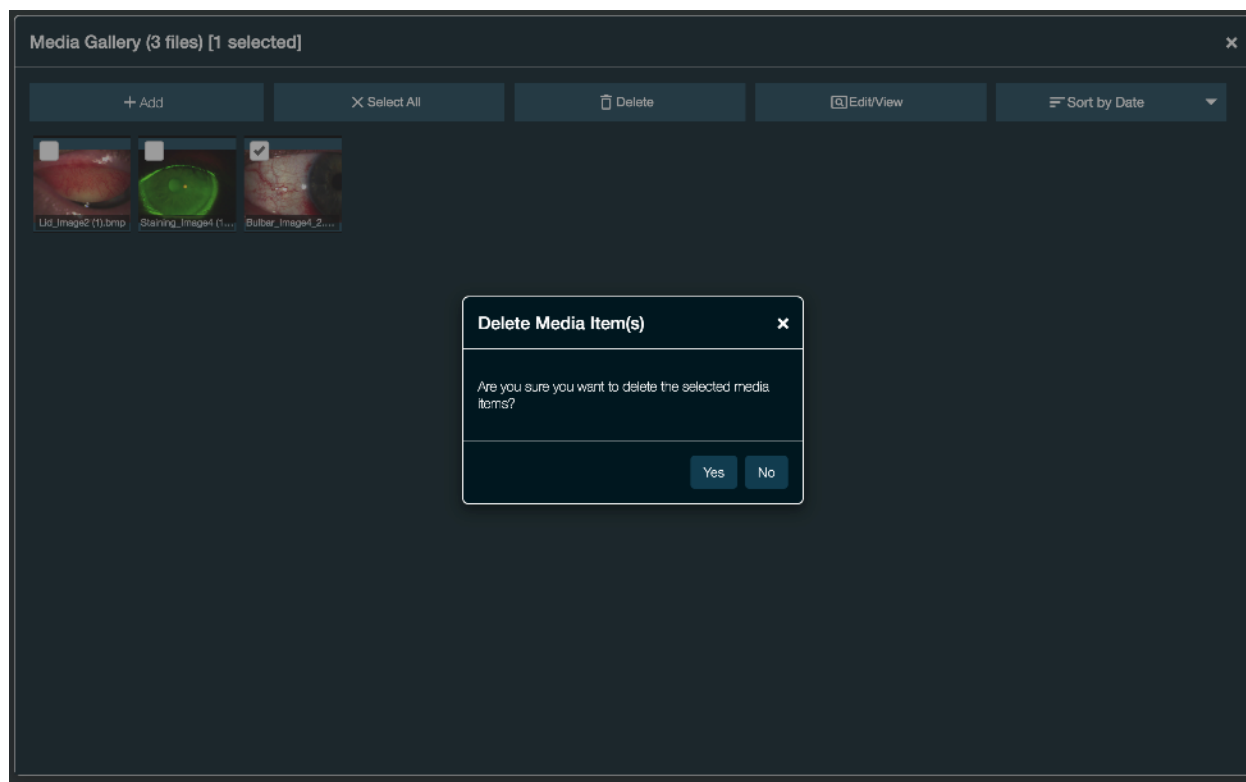 Media Gallery (3 files) [1 selected]
+ Add
Select All
Delete
Edit/View
Sort by Date
Lid_Image2 (1).bmp
Staining_Image4 (1...
Bulbar_Image4_2....
Delete Media Item(s)
Are you sure you want to delete the selected media
items?
Yes
No